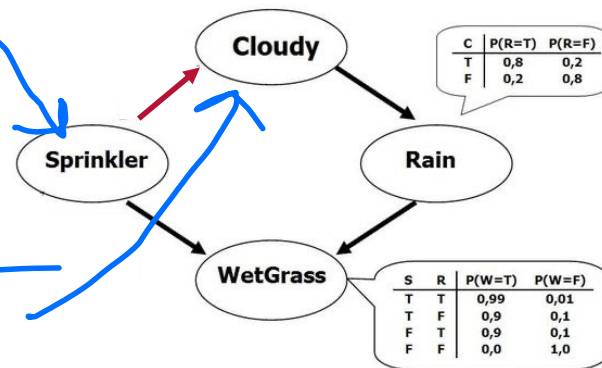 Cloudy
C P(R=T) P(R=F)
T 0,8 0,2
F 0,2 0,8
Sprinkler
Rain
WetGrass
S R P(W=T) P(W=F)
T T 0,99 0,01
T F 0,9 0,1
F T 0,9 0,1
F F 0,0 1,0